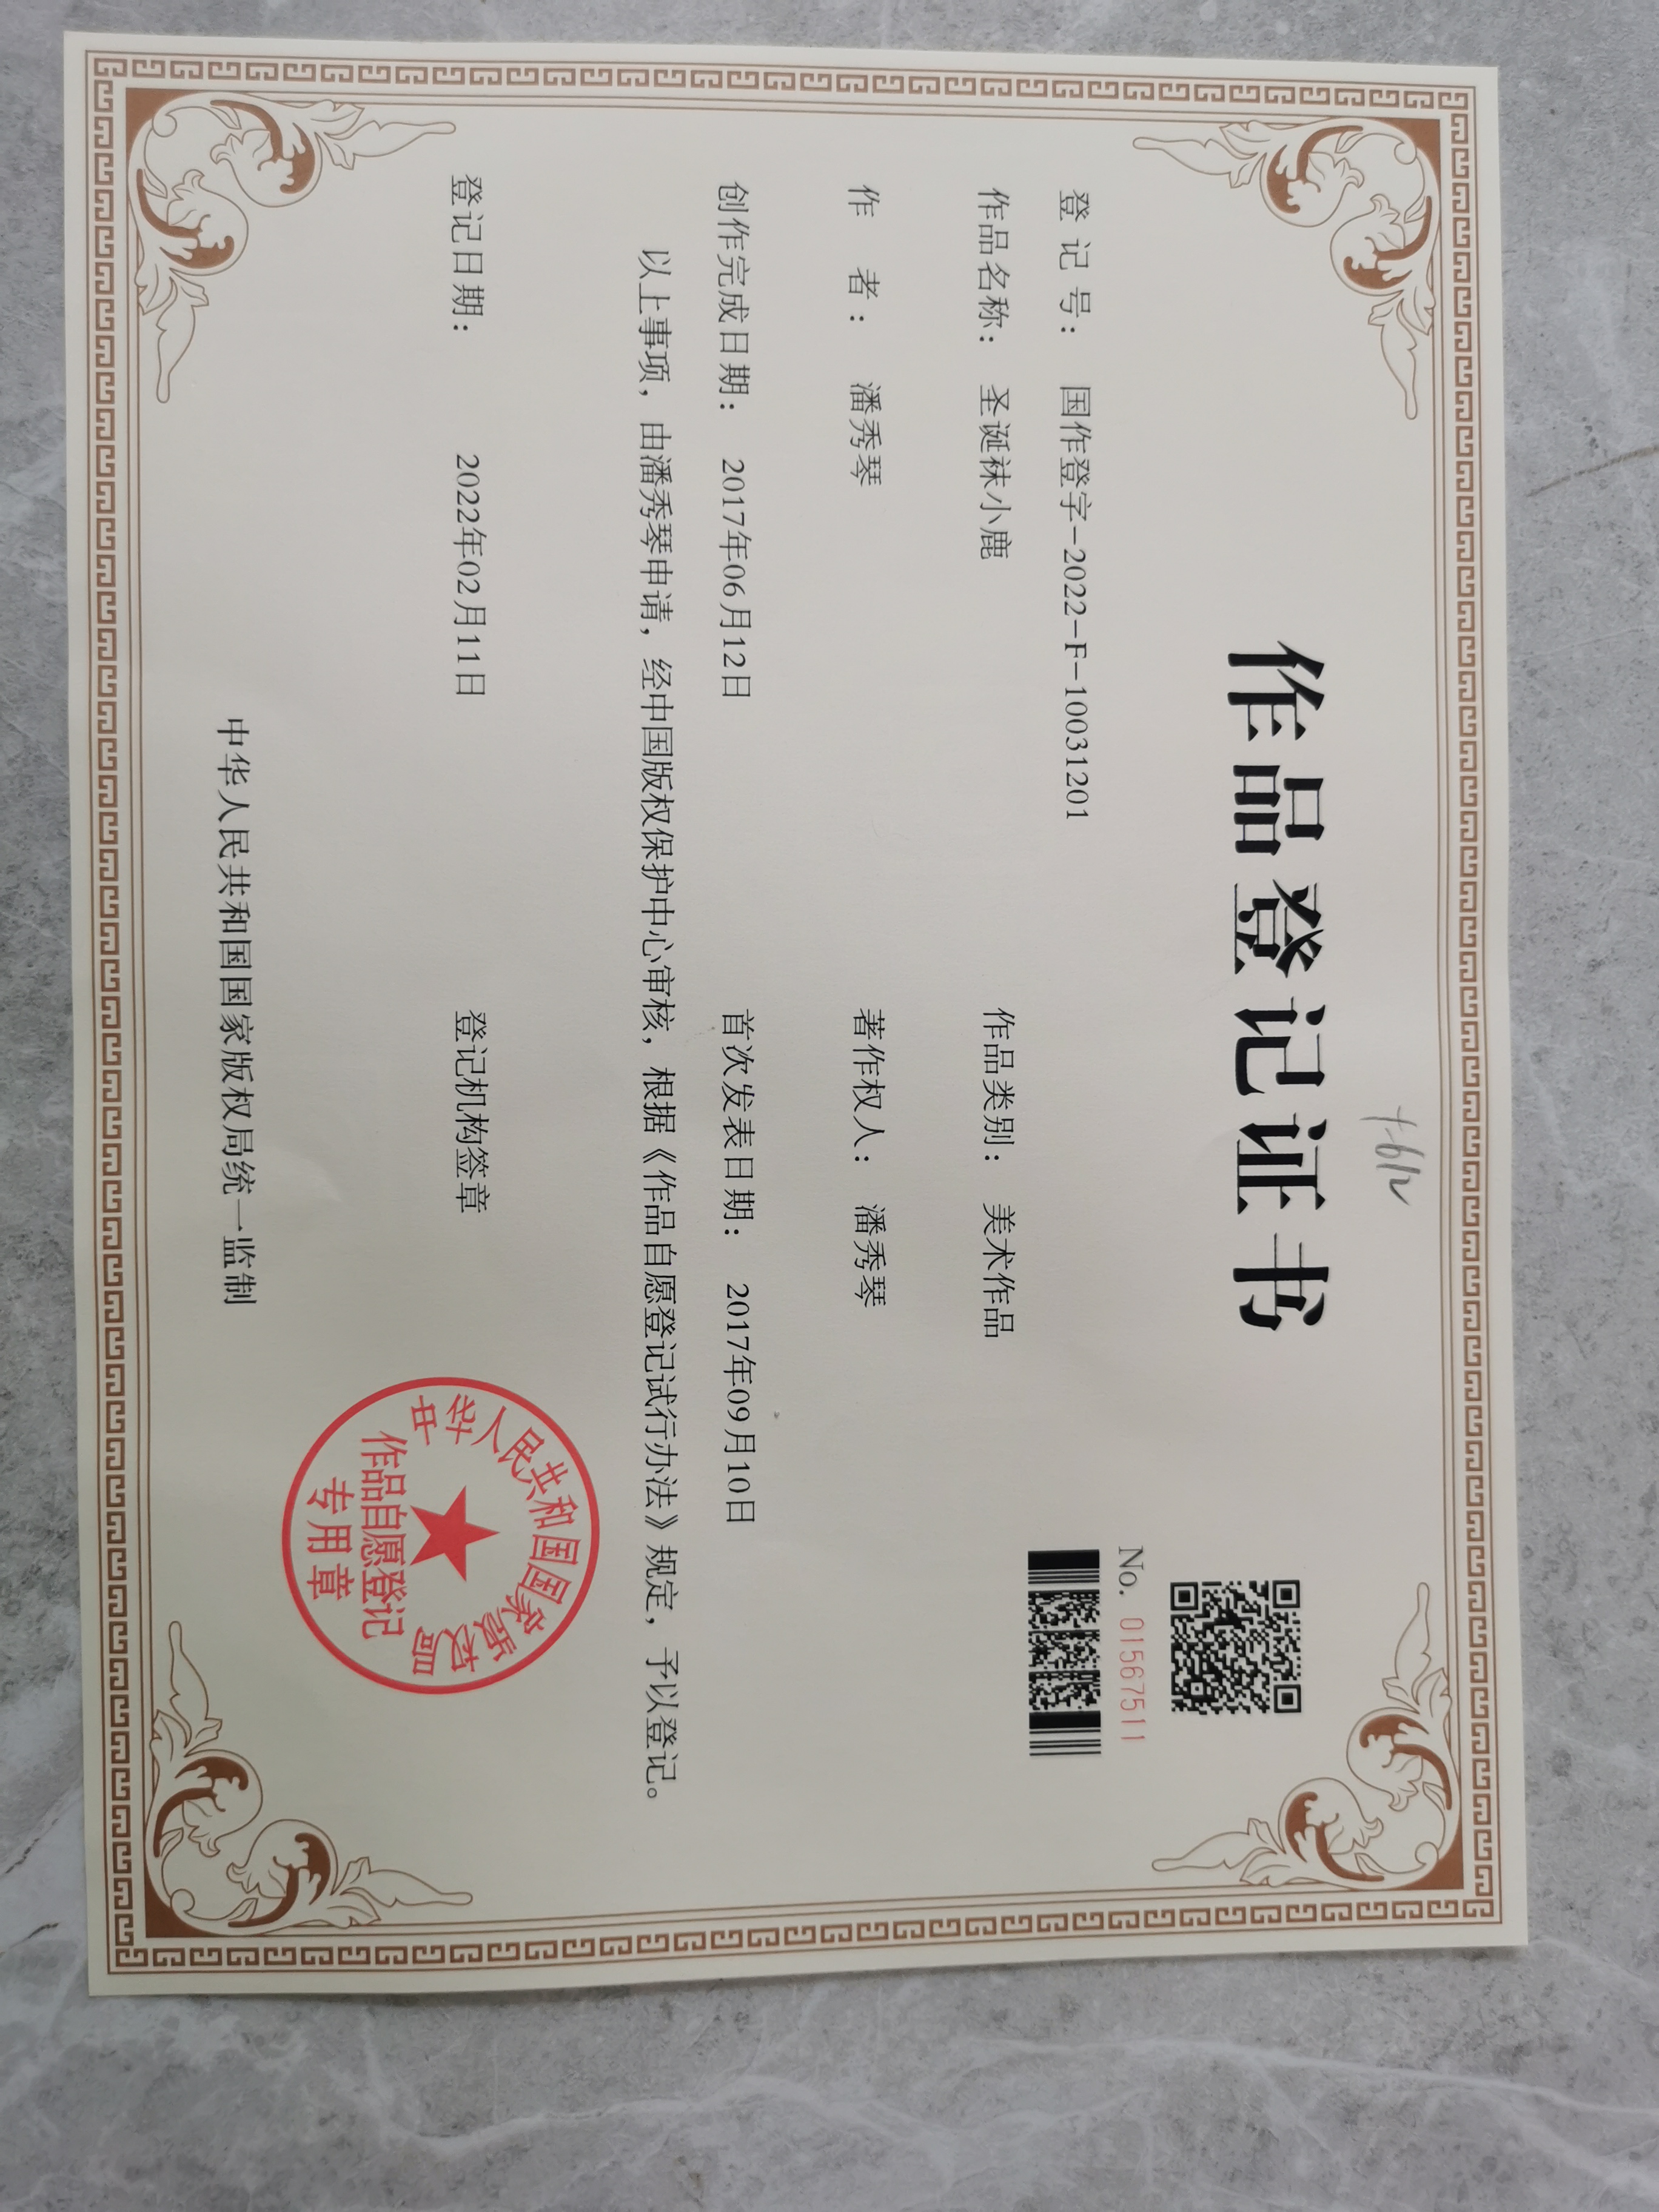 作品登记证书
No. 01567511
登 记 号： 国作登字-2022-F-10031201
作品名称： 圣诞袜小鹿 作品类别： 美术作品
作 者： 潘秀琴 著作权人： 潘秀琴
创作完成日期： 2017年06月12日 首次发表日期： 2017年09月10日
以上事项，由潘秀琴申请，经中国版权保护中心审核，根据《作品自愿登记试行办法》规定，予以登记。
登记日期： 2022年02月11日 登记机构签章
中华人民共和国国家版权局
作品自愿登记
专用章
中华人民共和国国家版权局统一监制